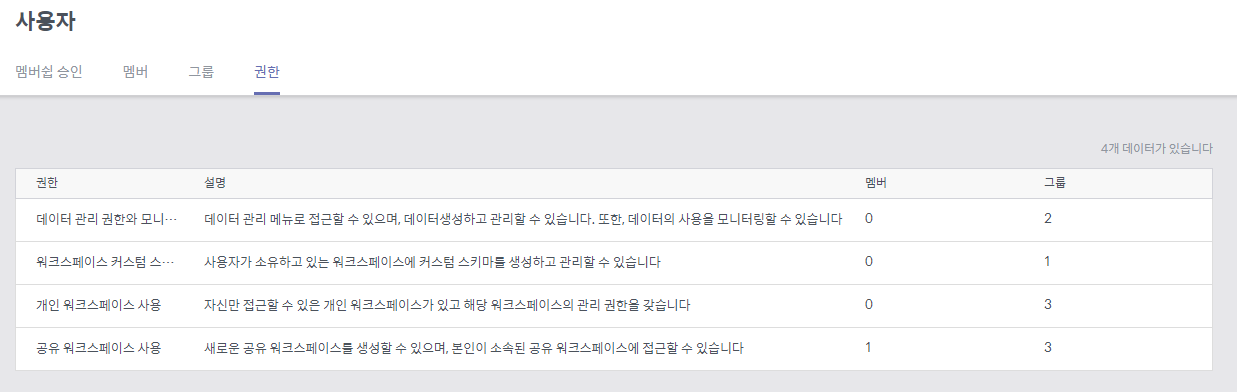 사용자
멤버쉽 승인 멤버 그룹 권한
4개 데이터가 있습니다
권한 설명 멤버 그룹
데이터 관리 권한와 모니… 데이터 관리 메뉴로 접근할 수 있으며, 데이터생성하고 관리할 수 있습니다. 또한, 데이터의 사용을 모니터링할 수 있습니다 0 2
워크스페이스 커스텀 스… 사용자가 소유하고 있는 워크스페이스에 커스텀 스키마를 생성하고 관리할 수 있습니다 0 1
개인 워크스페이스 사용 자신만 접근할 수 있은 개인 워크스페이스가 있고 해당 워크스페이스의 관리 권한을 갖습니다 0 3
공유 워크스페이스 사용 새로운 공유 워크스페이스를 생성할 수 있으며, 본인이 소속된 공유 워크스페이스에 접근할 수 있습니다 1 3